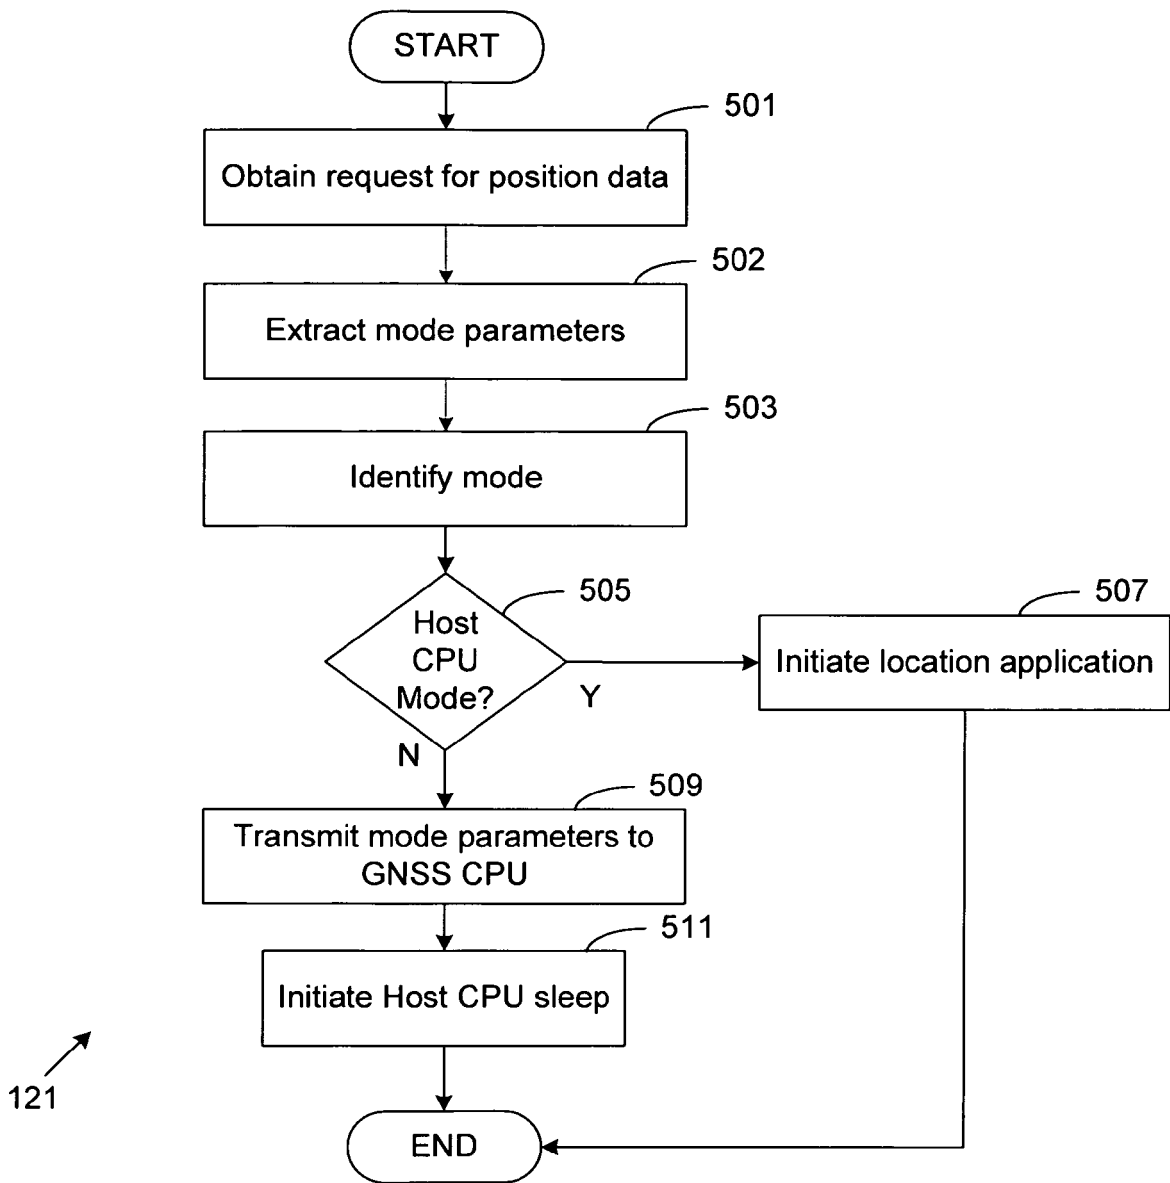 START
501
Obtain request for position data
502
Extract mode parameters
503
Identify mode
505
Host
CPU
Mode?
Y
N
507
Initiate location application
509
Transmit mode parameters to
GNSS CPU
511
Initiate Host CPU sleep
121
END